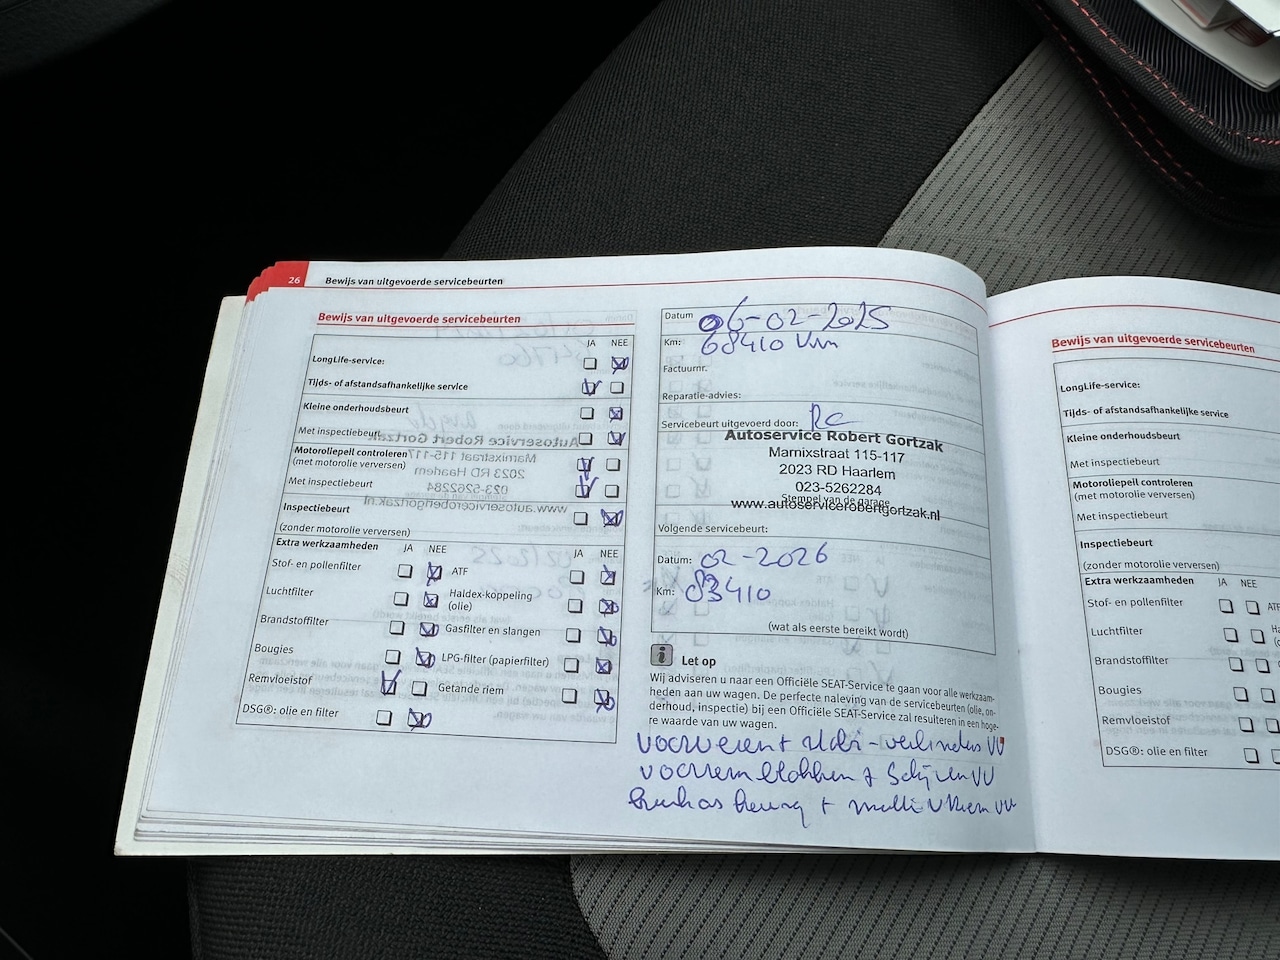 26 Bewijs van uitgevoerde servicebeurten
Bewijs van uitgevoerde servicebeurten
JA NEE
LongLife-service:
Tijds- of afstandsafhankelijke service
Kleine onderhoudsbeurt
Met inspectiebeurt
Motoroliepeil controleren
(met motorolie verversen)
Met inspectiebeurt
Inspectiebeurt
(zonder motorolie verversen)
Extra werkzaamheden JA NEE JA NEE
Stof- en pollenfilter ATF
Luchtfilter Haldex-koppeling
(olie)
Brandstoffilter Gasfilter en slangen
Bougies LPG-filter (papierfilter)
Remvloeistof Getande riem
DSG®: olie en filter
Datum 06-02-2025
Km: 68410
Factuurnr.
Reparatie-advies:
Servicebeurt uitgevoerd door:
Autoservice Robert Gortzak
Marnixstraat 115-117
2023 RD Haarlem
023-5262284
Stempel van de garage
www.autoservicerobertgortzak.nl
Volgende servicebeurt:
Datum: 02-2026
Km: 83410
(wat als eerste bereikt wordt)
i Let op
Wij adviseren u naar een Officiële SEAT-Service te gaan voor alle werkzaam-
heden aan uw wagen. De perfecte naleving van de servicebeurten (olie, on-
derhoud, inspectie) bij een Officiële SEAT-Service zal resulteren in een hoge-
re waarde van uw wagen.
voorremblokken + schijven VV
Bewijs van uitgevoerde servicebeurten
LongLife-service:
Tijds- of afstandsafhankelijke service
Kleine onderhoudsbeurt
Met inspectiebeurt
Motoroliepeil controleren
(met motorolie verversen)
Met inspectiebeurt
Inspectiebeurt
(zonder motorolie verversen)
Extra werkzaamheden JA NEE
Stof- en pollenfilter
Luchtfilter
Brandstoffilter
Bougies
Remvloeistof
DSG®: olie en filter